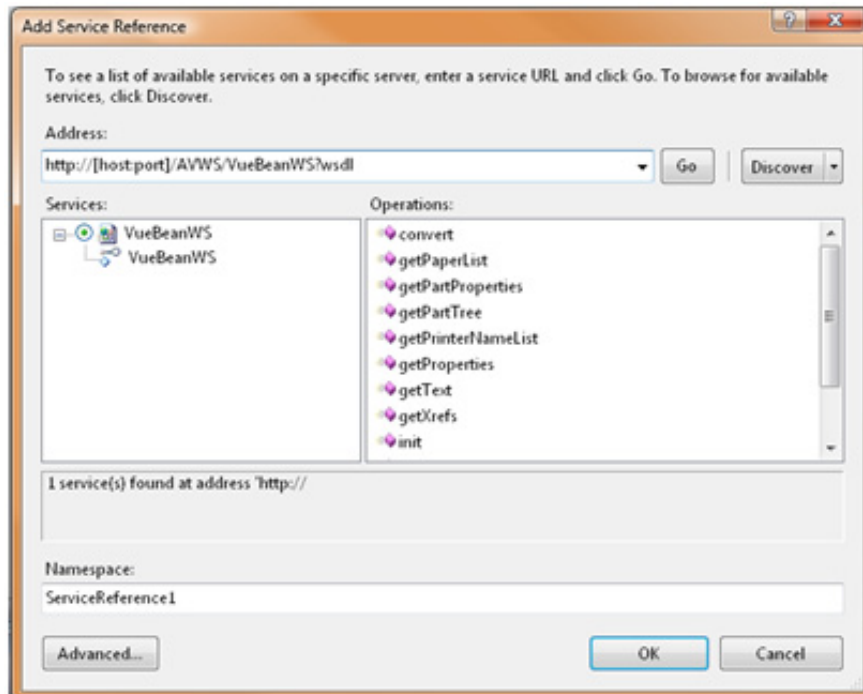 Add Service Reference
To see a list of available services on a specific server, enter a service URL and click Go. To browse for available
services, click Discover.
Address:
http://[host:port]/AVWS/VueBeanWS?wsdl
Go
Discover
Services:
VueBeanWS
VueBeanWS
Operations:
convert
getPaperList
getPartProperties
getPartTree
getPrinterNameList
getProperties
getText
getXrefs
init
1 service(s) found at address 'http://
Namespace:
ServiceReference1
Advanced...
OK
Cancel